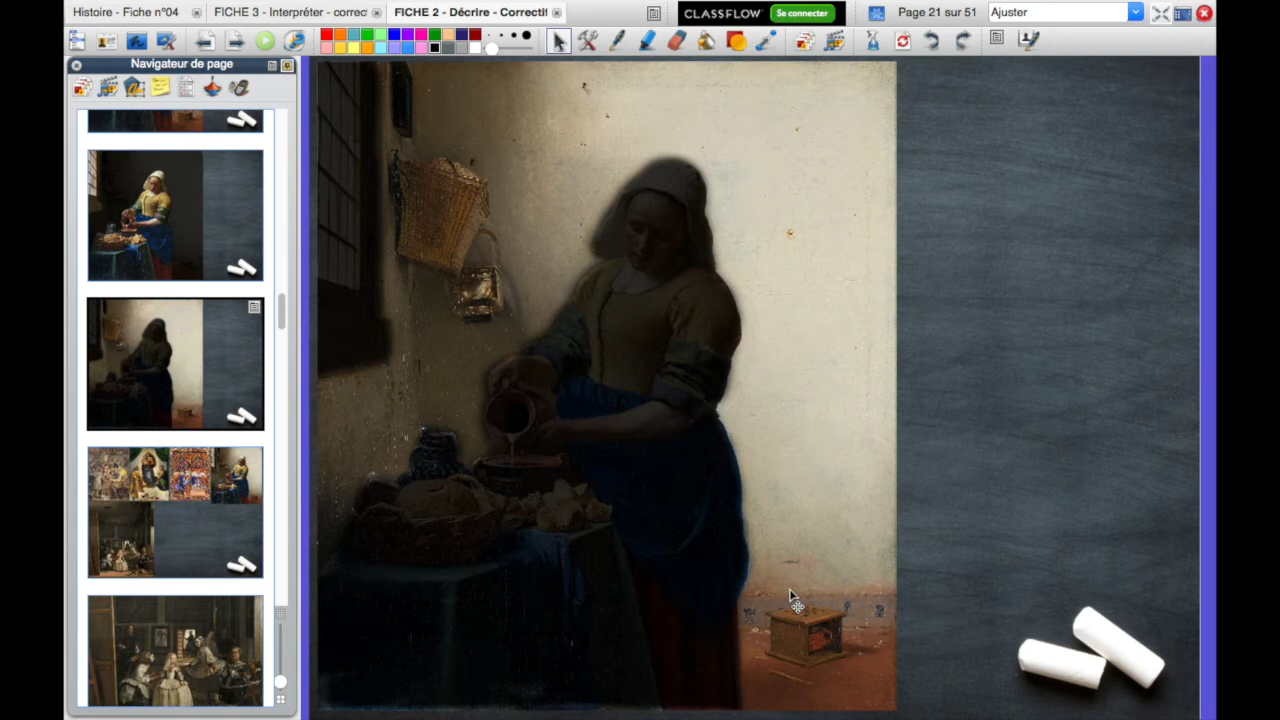 Histoire - Fiche n°04
FICHE 3 - Interpréter - correc
FICHE 2 - Décrire - Correctif
CLASSFLOW
Se connecter
Page 21 sur 51
Ajuster
Navigateur de page